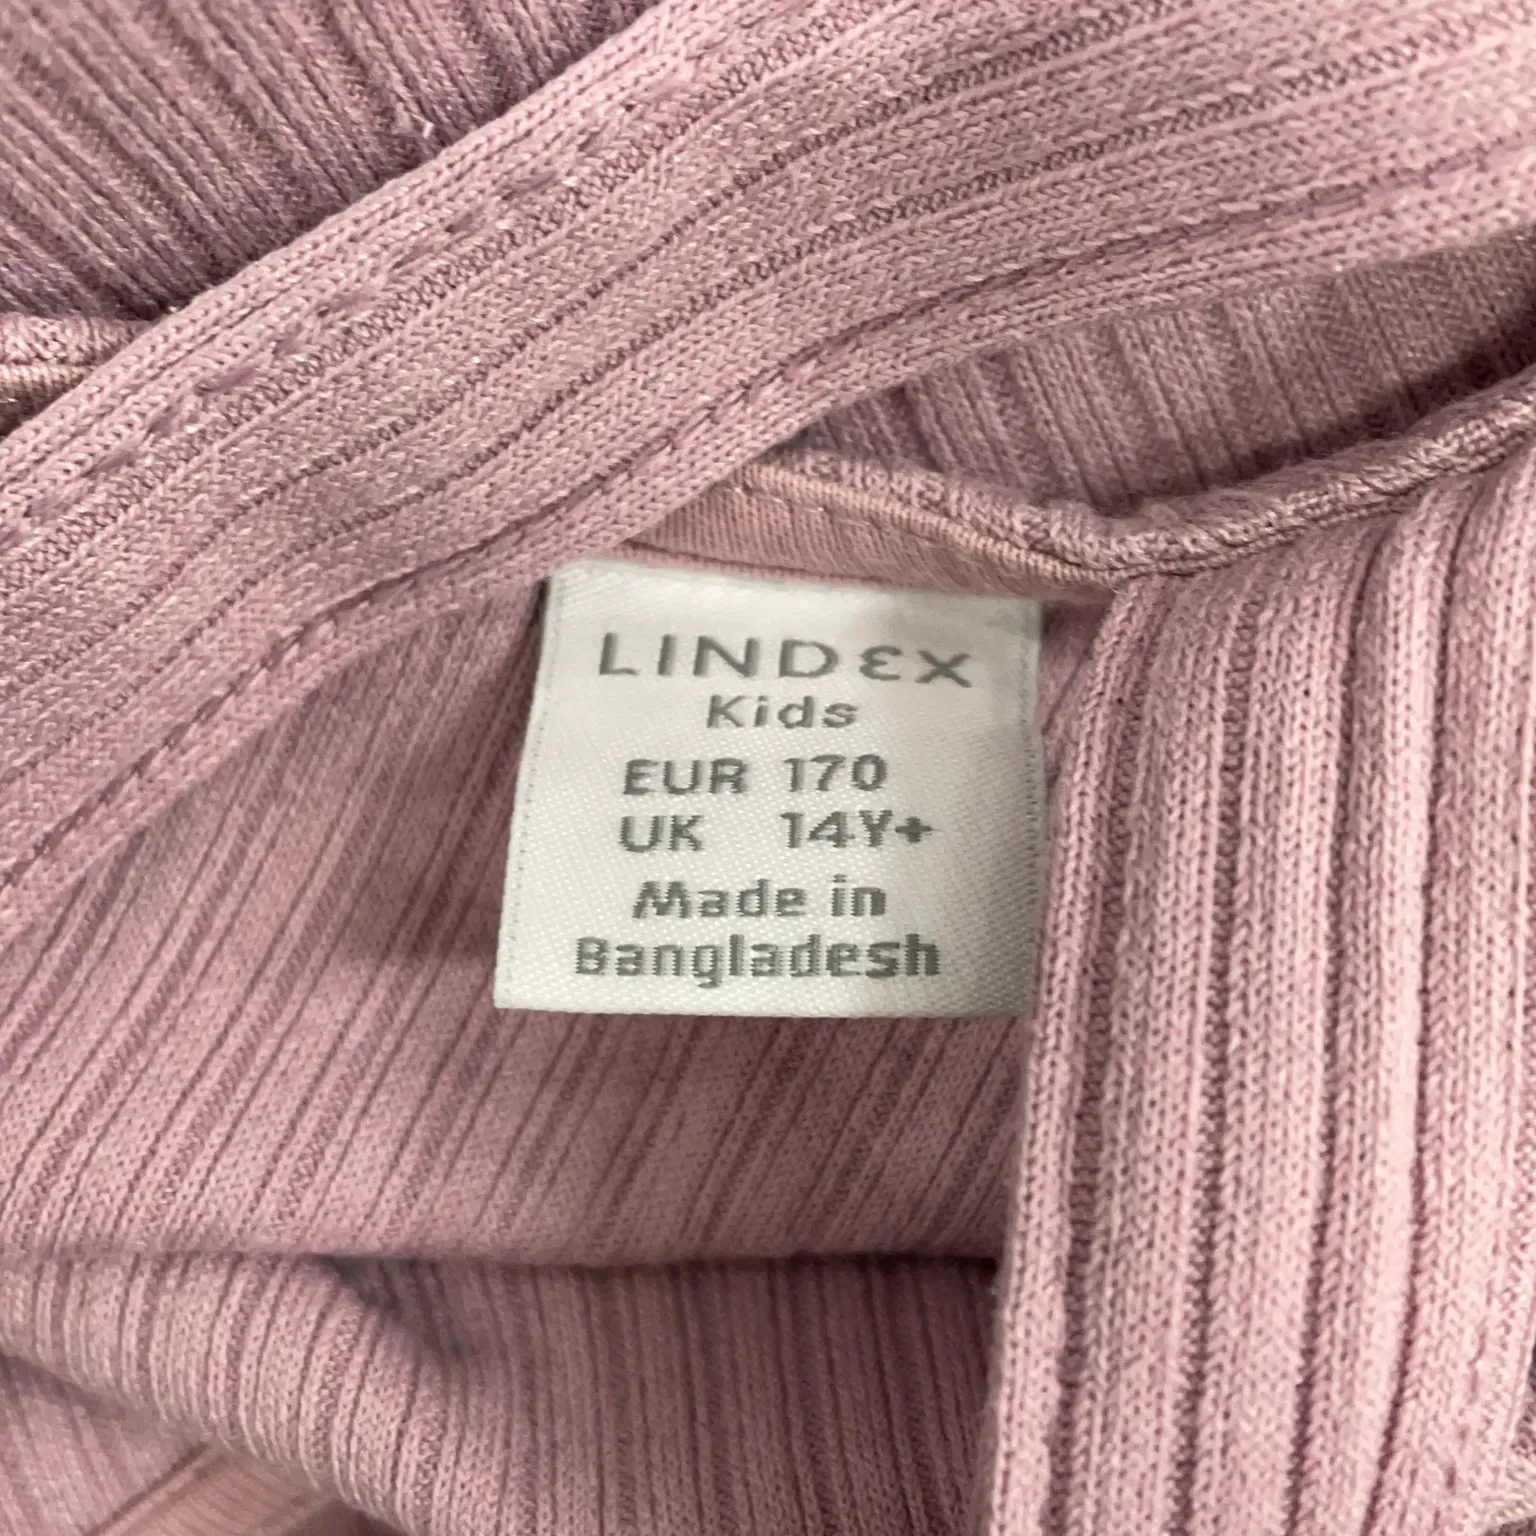 LINDEX
Kids
EUR 170
UK 14Y+
Made in
Bangladesh